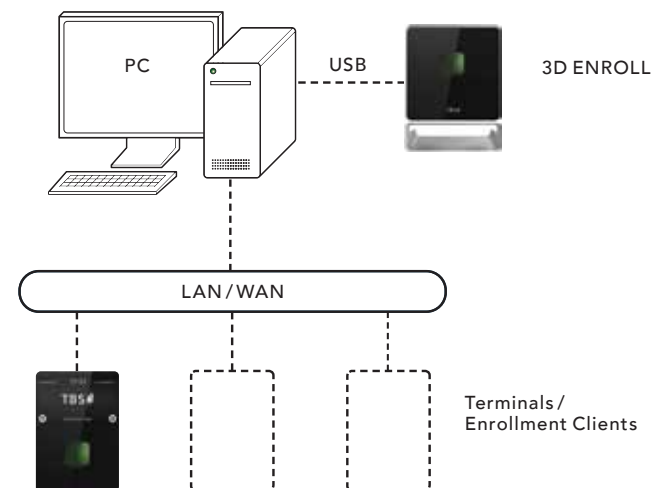 PC
USB
3D ENROLL
LAN/WAN
TBS
Terminals/
Enrollment Clients